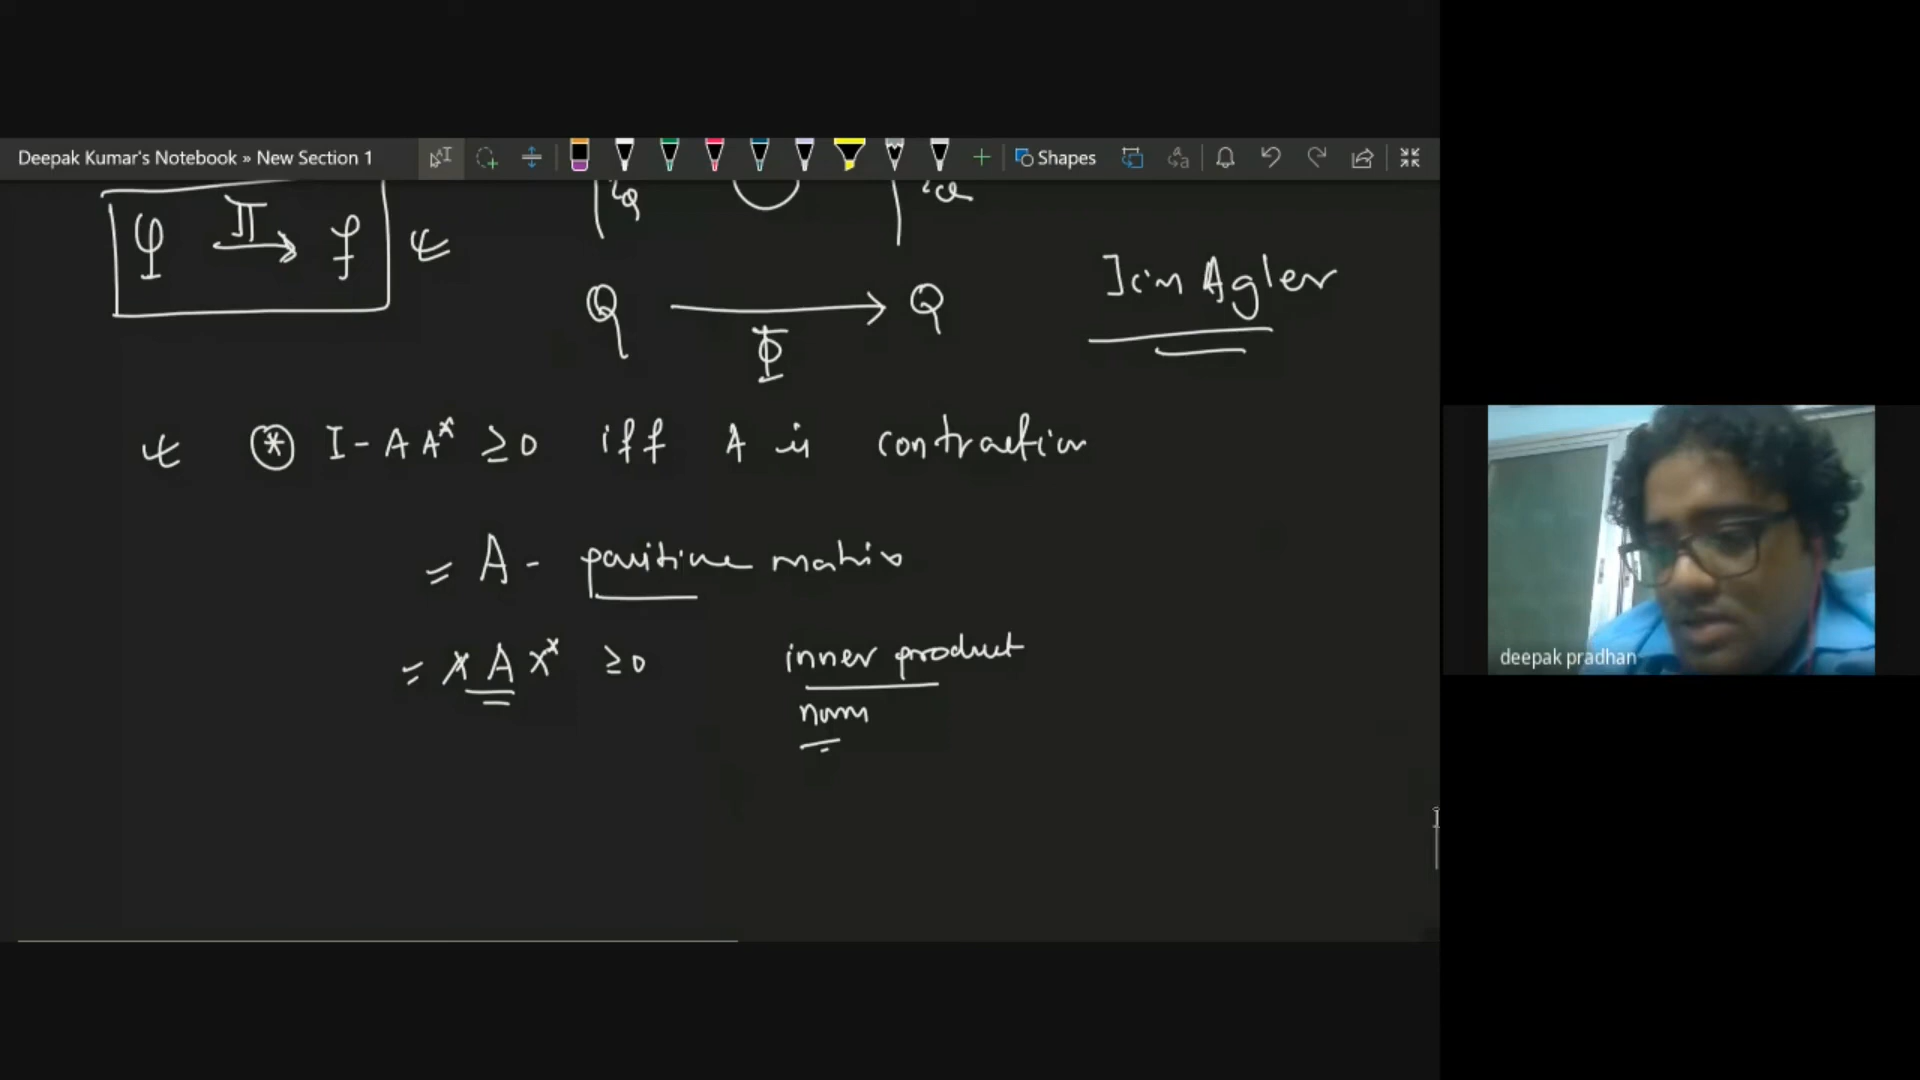 Deepak Kumar's Notebook » New Section 1
Shapes
φ π→ f
Q → Q
Φ
Jim Agler
⊛ I - A A* ≥ 0 iff A is contraction
= A - positive matrix
= x A x* ≥ 0
inner product
norm
deepak pradhan